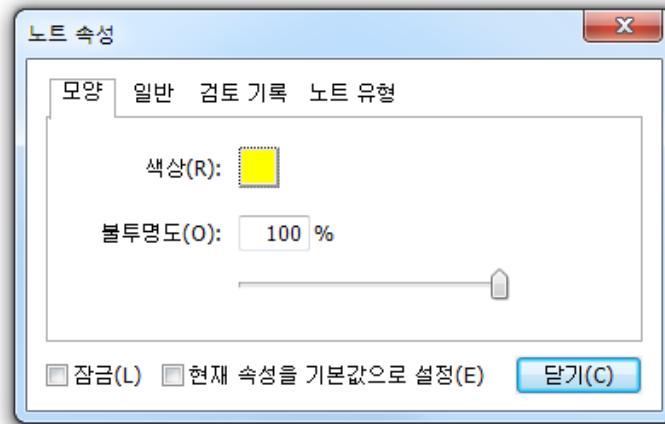 노트 속성
모양 일반 검토 기록 노트 유형
색상(R):
불투명도(O): 100 %
잠금(L) 현재 속성을 기본값으로 설정(E) 닫기(C)